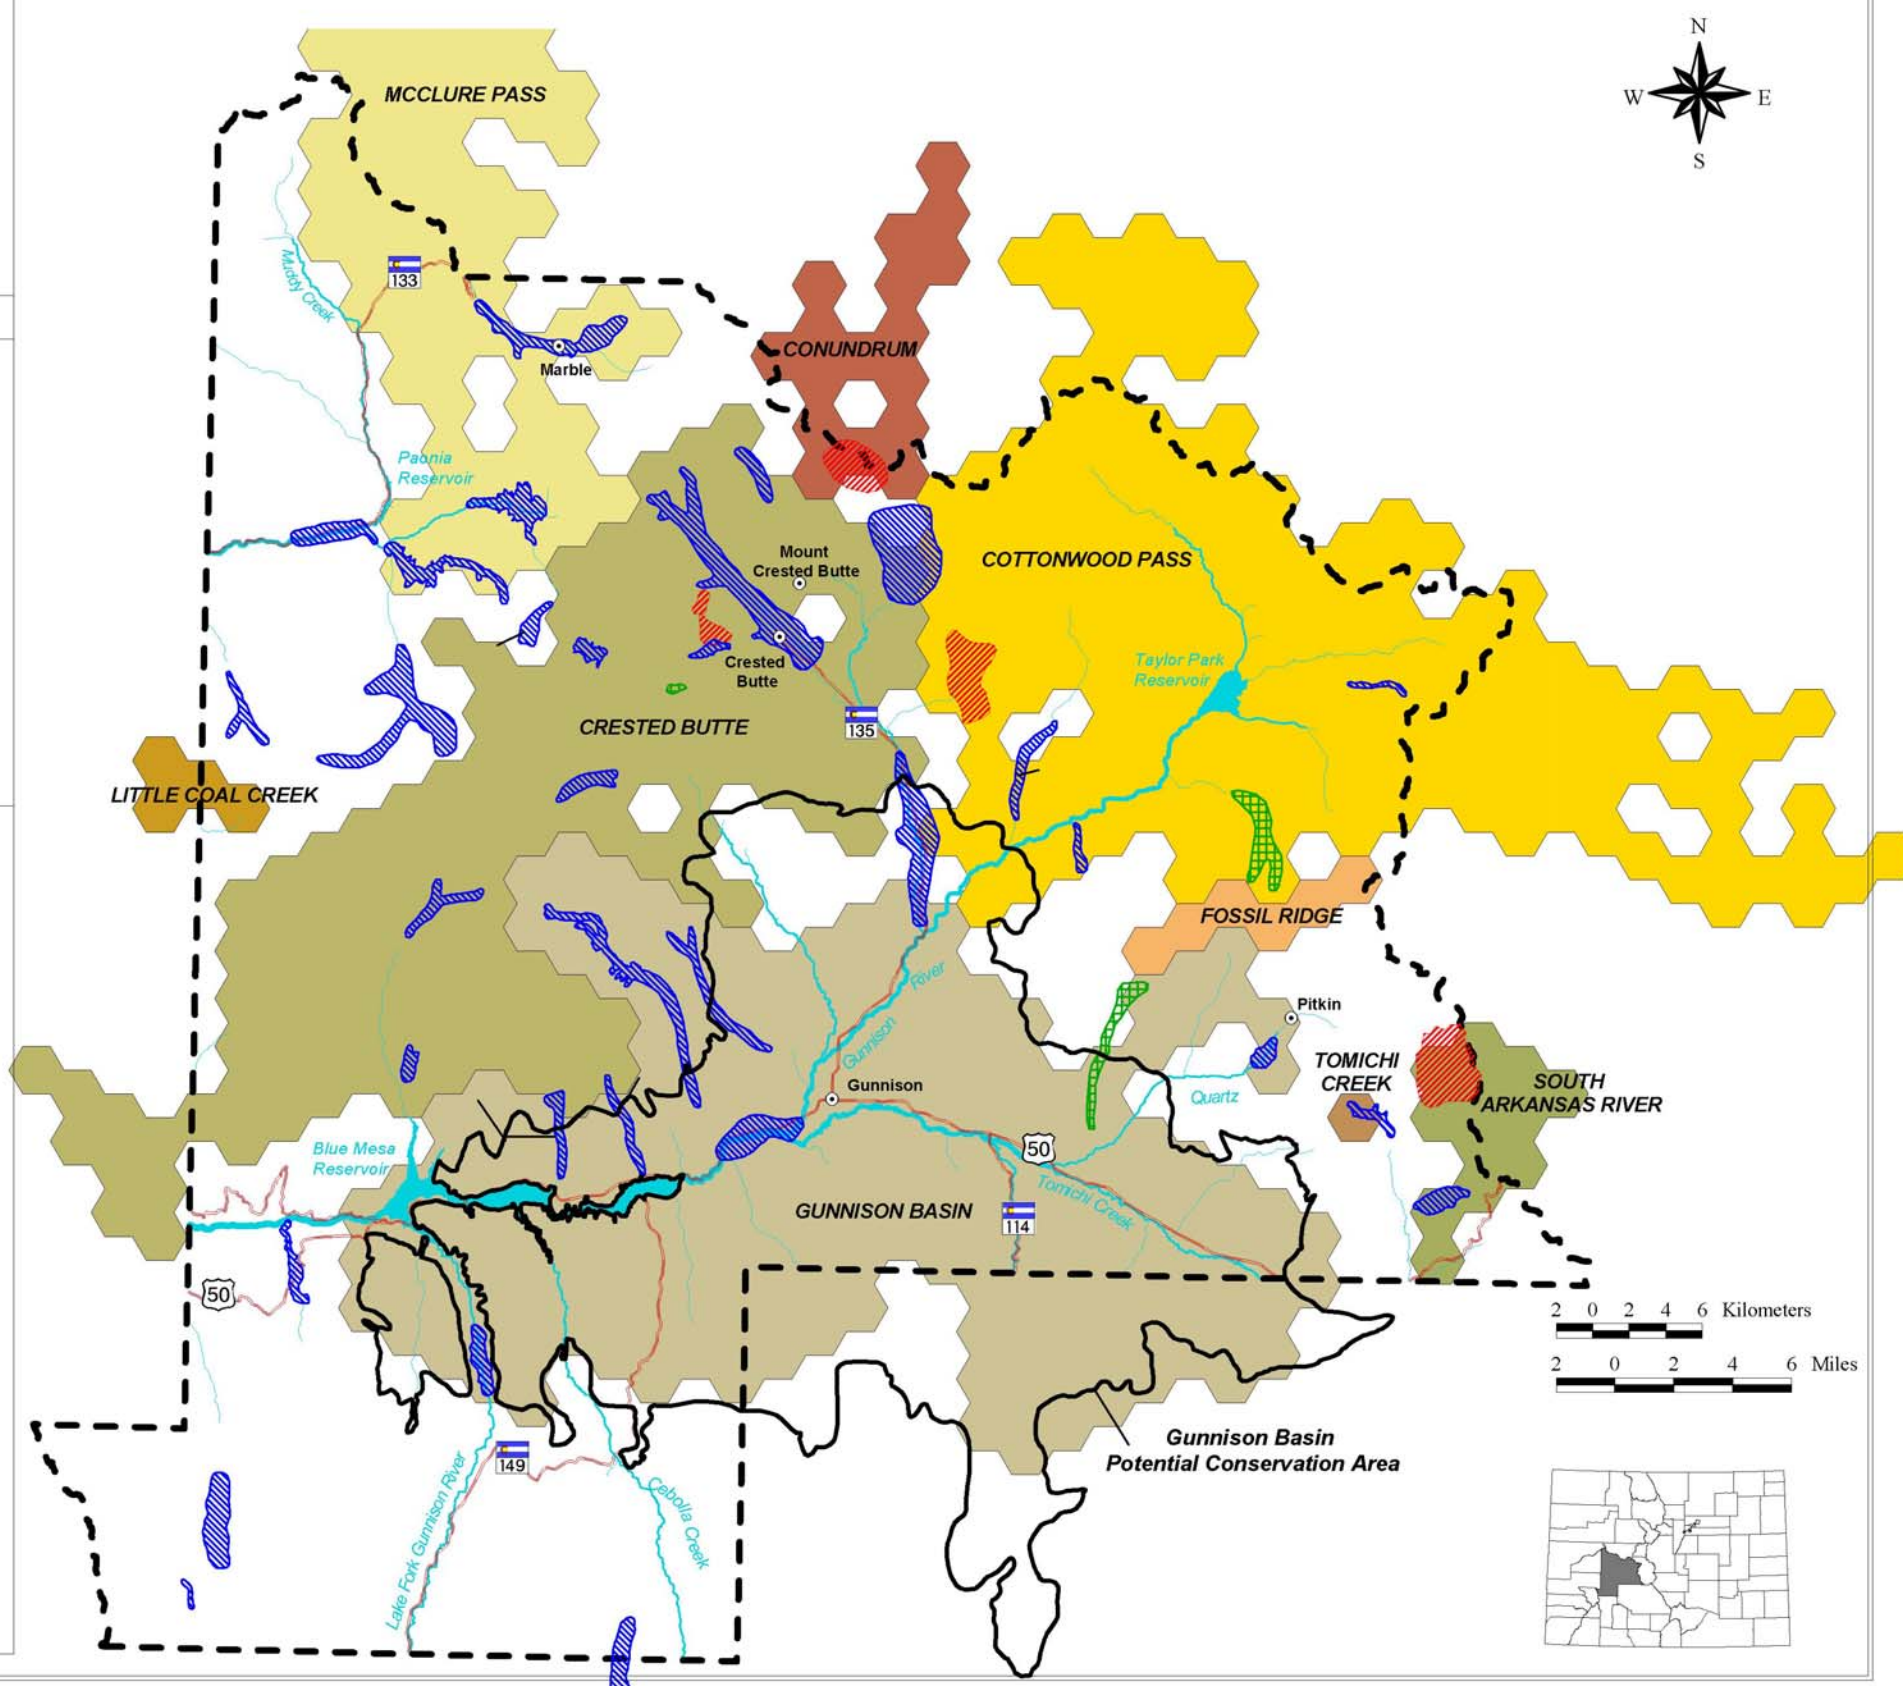 N
MCCLURE PASS
W
E
S
Muddy Creek
133
CONUNDRUM
Marble
Paonia
Reservoir
Mount
Crested Butte
COTTONWOOD PASS
Crested
Butte
Taylor Park
Reservoir
CRESTED BUTTE
135
LITTLE COAL CREEK
FOSSIL RIDGE
River
Gunnison
Pitkin
TOMICHI
CREEK
SOUTH
ARKANSAS RIVER
Gunnison
Quartz
Blue Mesa
Reservoir
50
Tomichi Creek
GUNNISON BASIN
114
50
2 0 2 4 6 Kilometers
2 0 2 4 6 Miles
Gunnison Basin
Potential Conservation Area
149
Lake Fork Gunnison River
Cebolla Creek